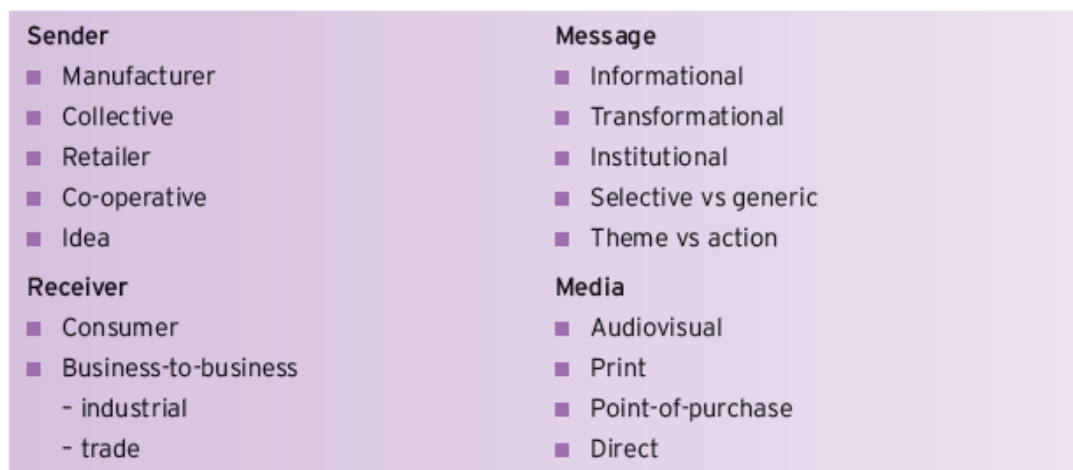 Sender
■ Manufacturer
■ Collective
■ Retailer
■ Co-operative
■ Idea
Receiver
■ Consumer
■ Business-to-business
– industrial
– trade
Message
■ Informational
■ Transformational
■ Institutional
■ Selective vs generic
■ Theme vs action
Media
■ Audiovisual
■ Print
■ Point-of-purchase
■ Direct